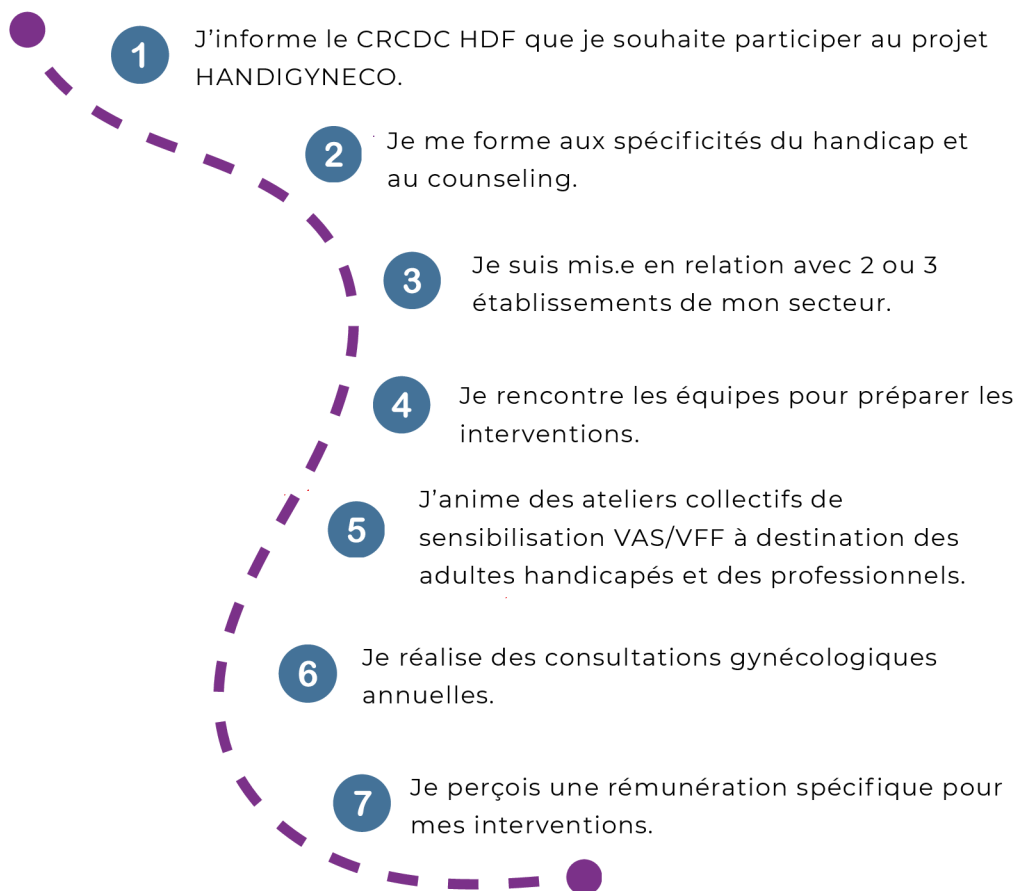 1
J’informe le CRCDC HDF que je souhaite participer au projet
HANDIGYNECO.
2
Je me forme aux spécificités du handicap et
au counseling.
3
Je suis mis.e en relation avec 2 ou 3
établissements de mon secteur.
4
Je rencontre les équipes pour préparer les
interventions.
5
J’anime des ateliers collectifs de
sensibilisation VAS/VFF à destination des
adultes handicapés et des professionnels.
6
Je réalise des consultations gynécologiques
annuelles.
7
Je perçois une rémunération spécifique pour
mes interventions.